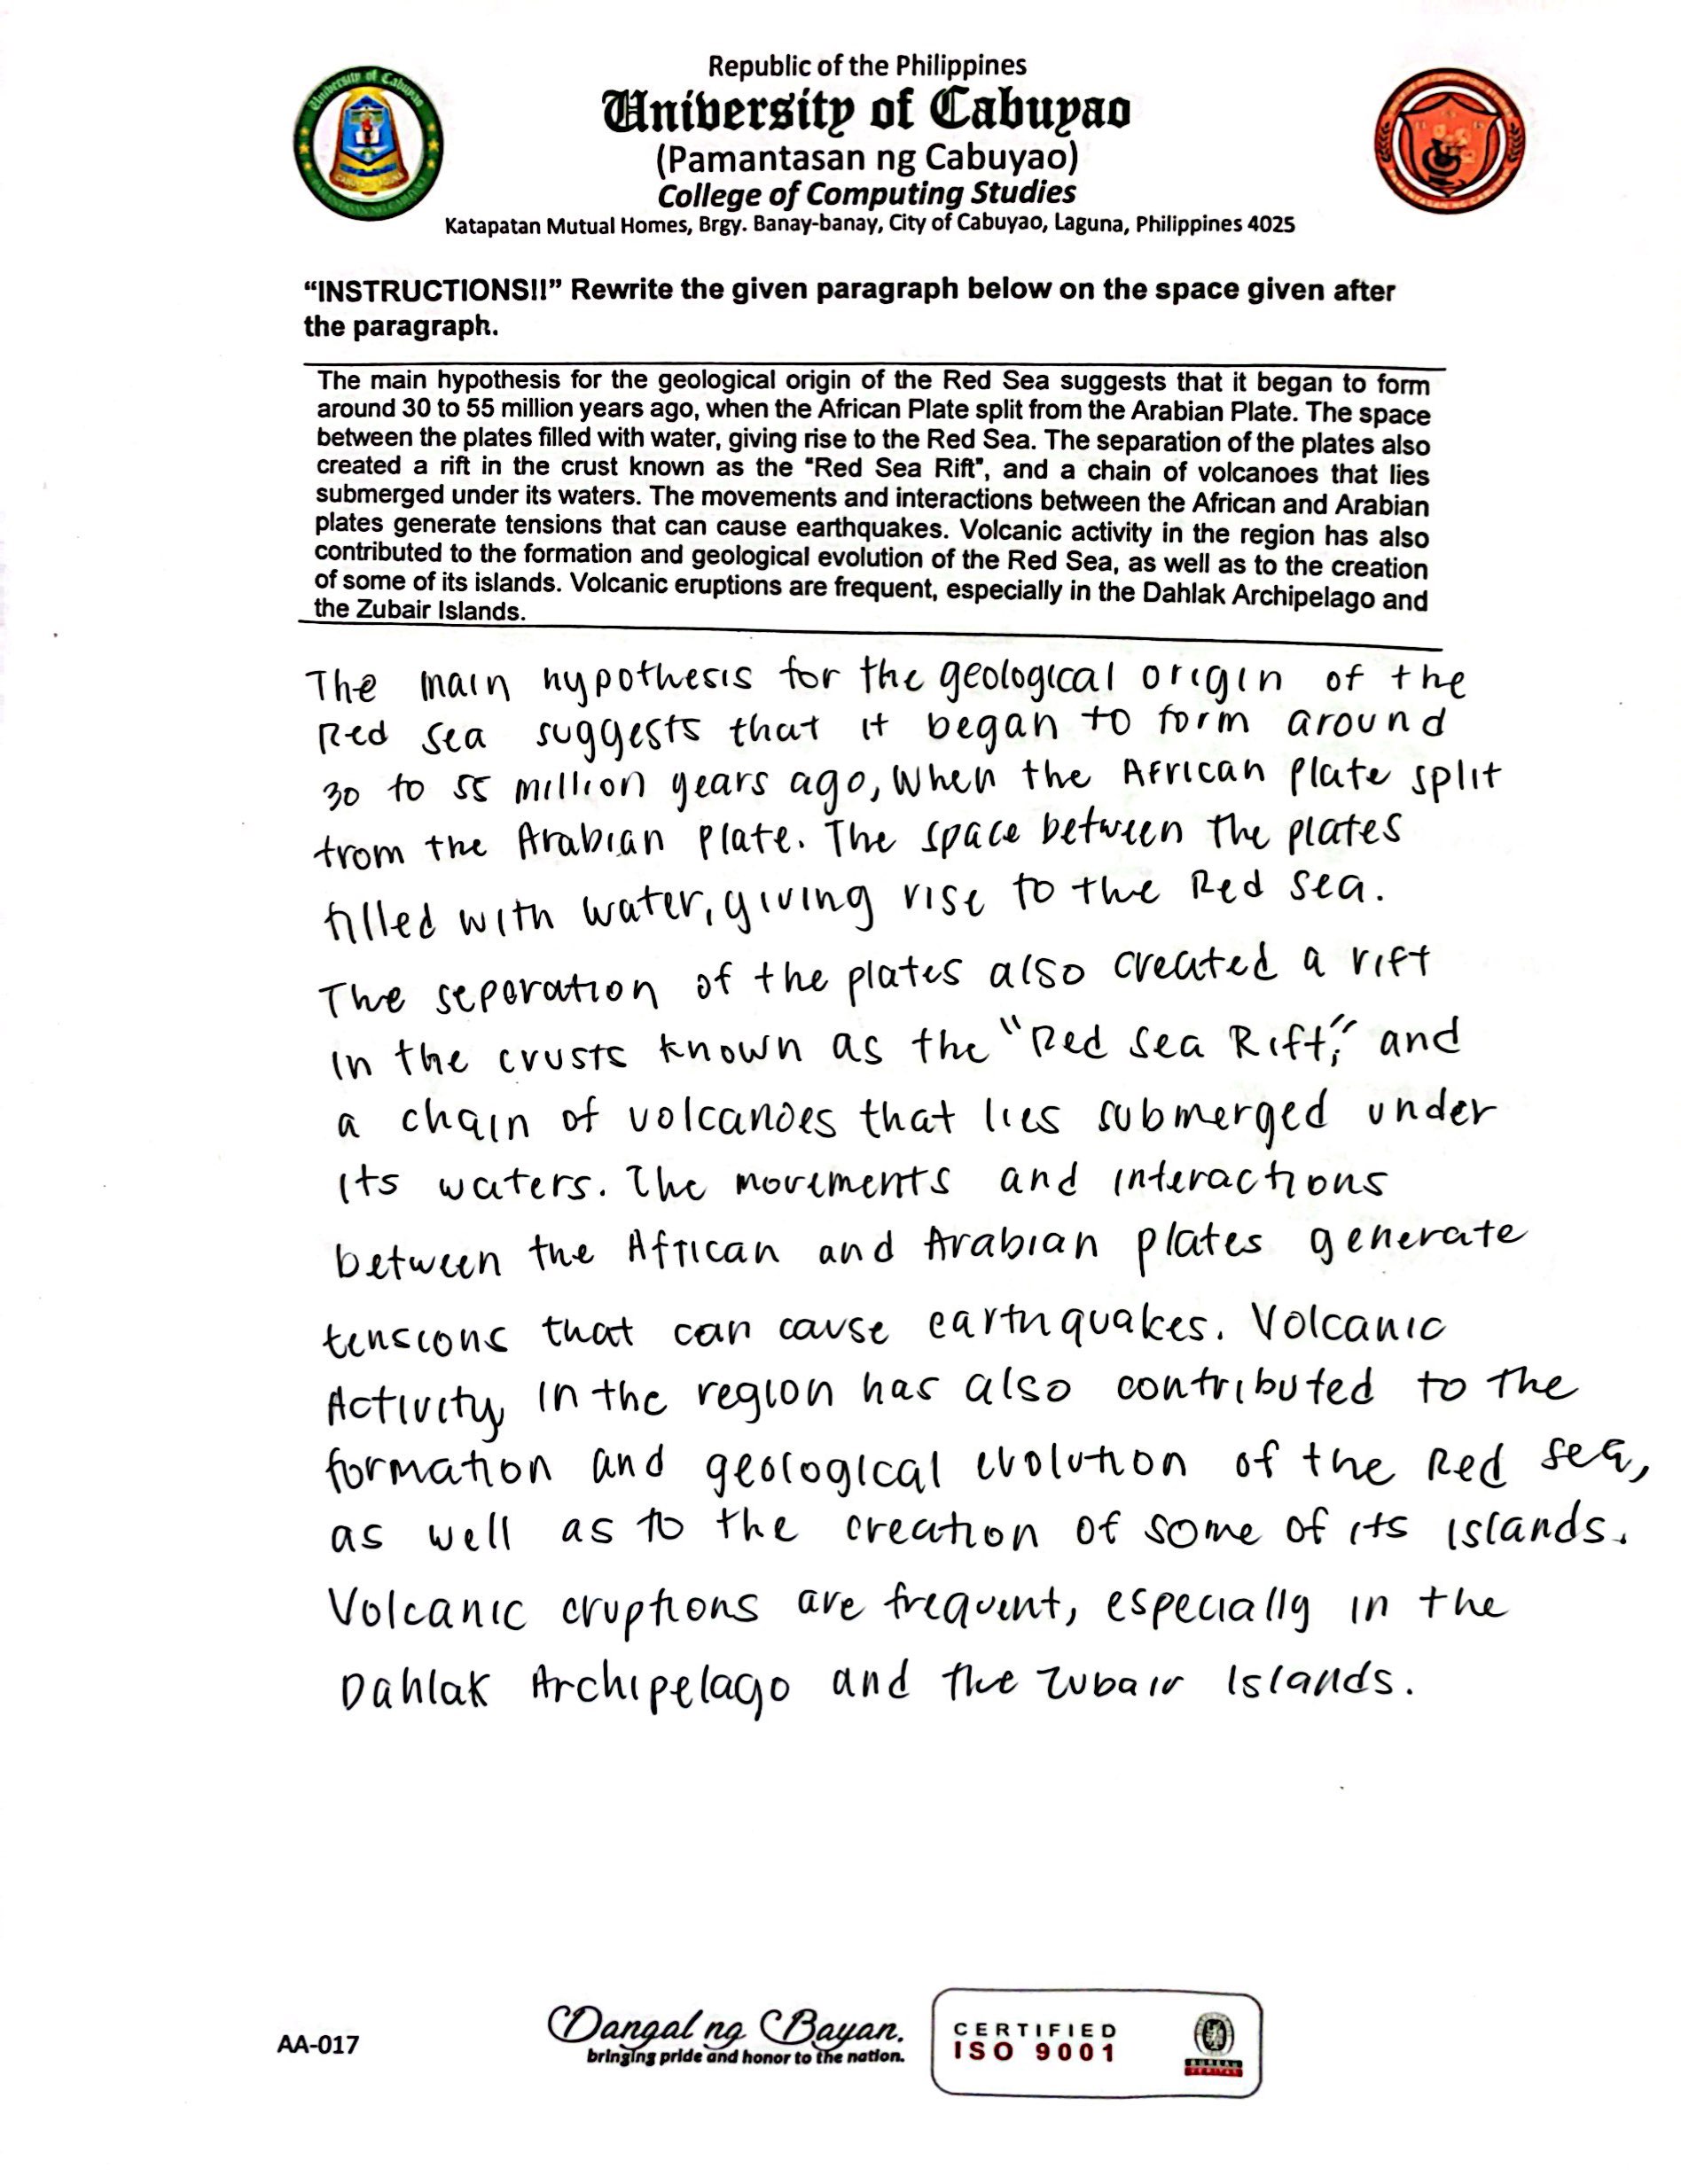 Republic of the Philippines
University of Cabuyao
(Pamantasan ng Cabuyao)
College of Computing Studies
Katapatan Mutual Homes, Brgy. Banay-banay, City of Cabuyao, Laguna, Philippines 4025
“INSTRUCTIONS!!” Rewrite the given paragraph below on the space given after
the paragraph.
The main hypothesis for the geological origin of the Red Sea suggests that it began to form
around 30 to 55 million years ago, when the African Plate split from the Arabian Plate. The space
between the plates filled with water, giving rise to the Red Sea. The separation of the plates also
created a rift in the crust known as the "Red Sea Rift", and a chain of volcanoes that lies
submerged under its waters. The movements and interactions between the African and Arabian
plates generate tensions that can cause earthquakes. Volcanic activity in the region has also
contributed to the formation and geological evolution of the Red Sea, as well as to the creation
of some of its islands. Volcanic eruptions are frequent, especially in the Dahlak Archipelago and
the Zubair Islands.
The main hypothesis for the geological origin of the
Red Sea suggests that it began to form around
30 to 55 million years ago, when the African Plate split
from the Arabian Plate. The space between the plates
filled with water, giving rise to the Red Sea.
The separation of the plates also created a rift
in the crusts known as the "Red Sea Rift," and
a chain of volcanoes that lies submerged under
its waters. The movements and interactions
between the African and Arabian plates generate
tensions that can cause earthquakes. Volcanic
Activity in the region has also contributed to the
formation and geological evolution of the Red Sea,
as well as to the creation of some of its islands.
Volcanic eruptions are frequent, especially in the
Dahlak Archipelago and the Zubair Islands.
AA-017
Dangal ng Bayan.
bringing pride and honor to the nation.
CERTIFIED
ISO 9001
BUREAU
VERITAS